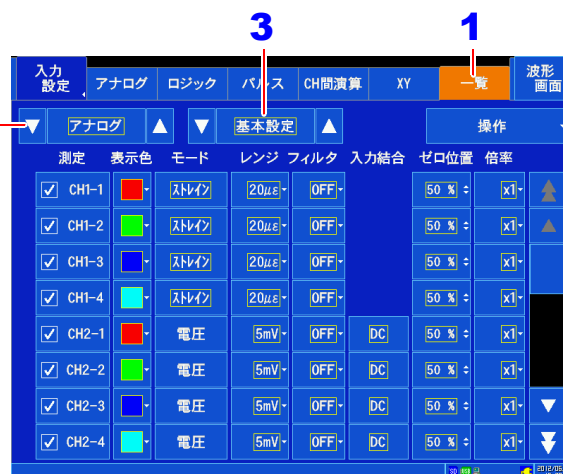 3
1
入力
設定
アナログ
ロジック
パルス
CH間演算
XY
一覧
波形
画面
アナログ
基本設定
操作
測定 表示色 モード レンジ フィルタ 入力結合 ゼロ位置 倍率
CH1-1 ストレイン 20με OFF 50 % x1
CH1-2 ストレイン 20με OFF 50 % x1
CH1-3 ストレイン 20με OFF 50 % x1
CH1-4 ストレイン 20με OFF 50 % x1
CH2-1 電圧 5mV OFF DC 50 % x1
CH2-2 電圧 5mV OFF DC 50 % x1
CH2-3 電圧 5mV OFF DC 50 % x1
CH2-4 電圧 5mV OFF DC 50 % x1
SD